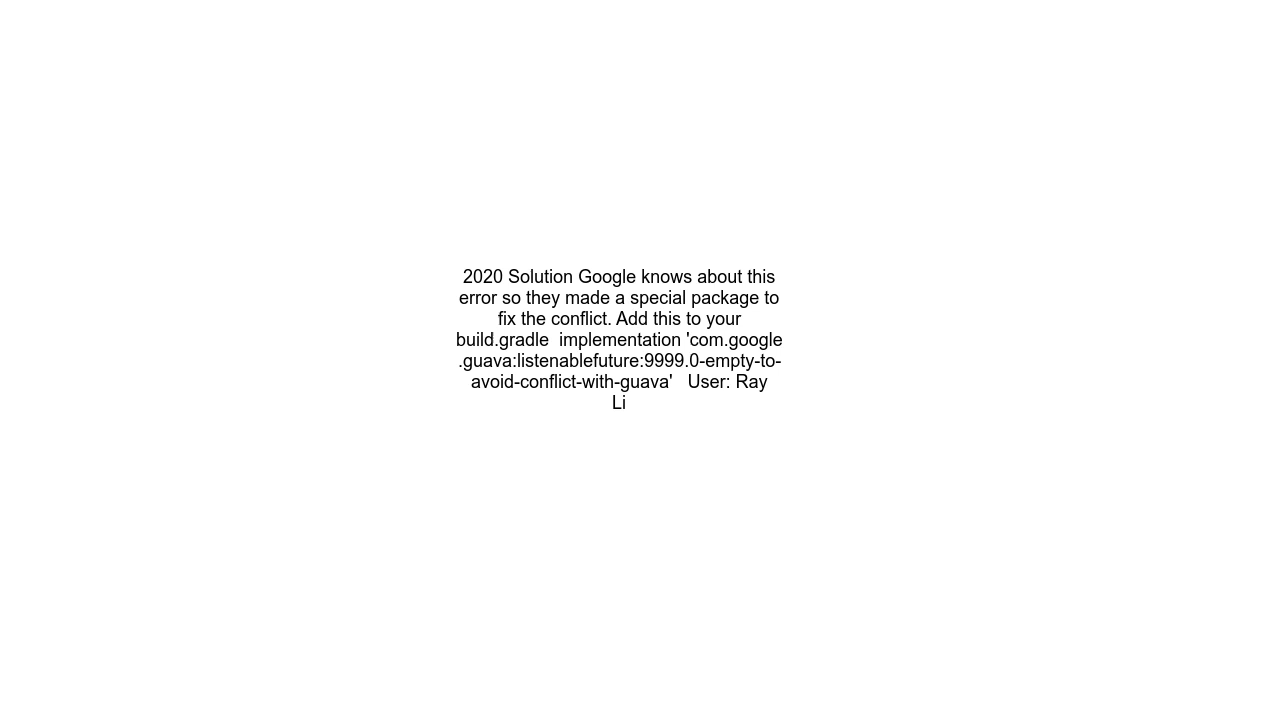 2020 Solution Google knows about this
error so they made a special package to
fix the conflict. Add this to your
build.gradle  implementation 'com.google
.guava:listenablefuture:9999.0-empty-to-
avoid-conflict-with-guava'   User: Ray
Li